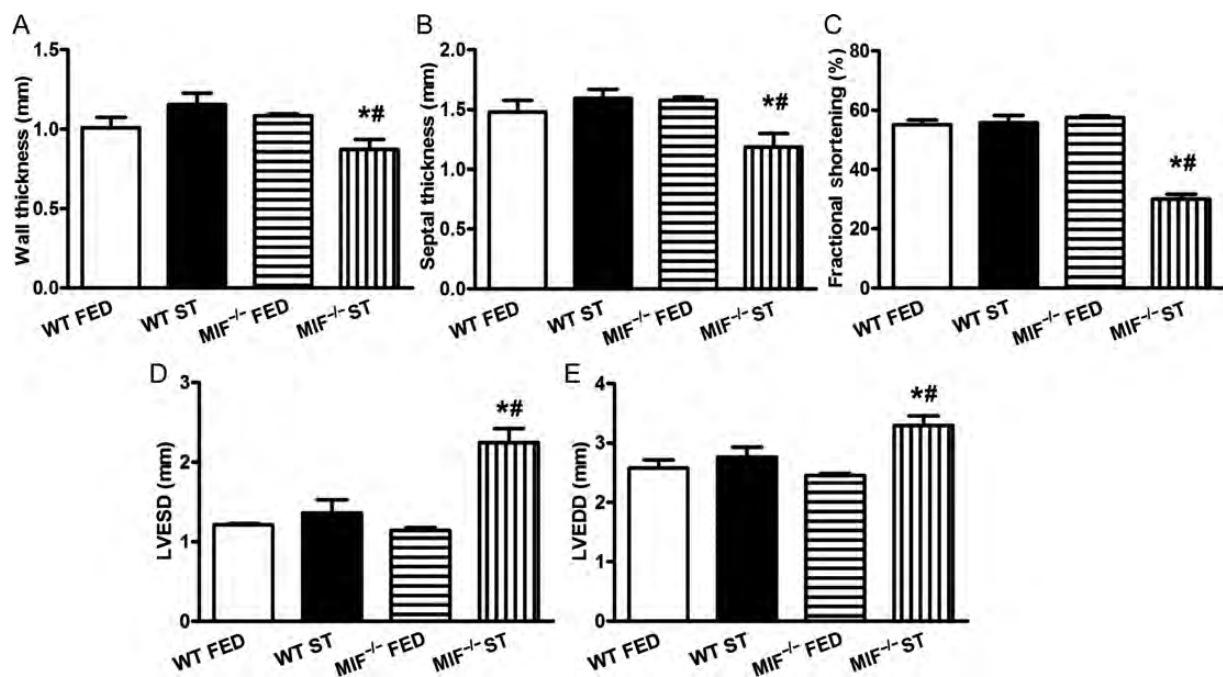 A
Wall thickness (mm)
1.5
1.0
0.5
0.0
*#
WT FED
WT ST
MIF⁻/⁻ FED
MIF⁻/⁻ ST
B
Septal thickness (mm)
2.0
1.5
1.0
0.5
0.0
*#
WT FED
WT ST
MIF⁻/⁻ FED
MIF⁻/⁻ ST
C
Fractional shortening (%)
80
60
40
20
0
*#
WT FED
WT ST
MIF⁻/⁻ FED
MIF⁻/⁻ ST
D
LVESD (mm)
3
2
1
0
*#
WT FED
WT ST
MIF⁻/⁻ FED
MIF⁻/⁻ ST
E
LVEDD (mm)
4
3
2
1
0
*#
WT FED
WT ST
MIF⁻/⁻ FED
MIF⁻/⁻ ST